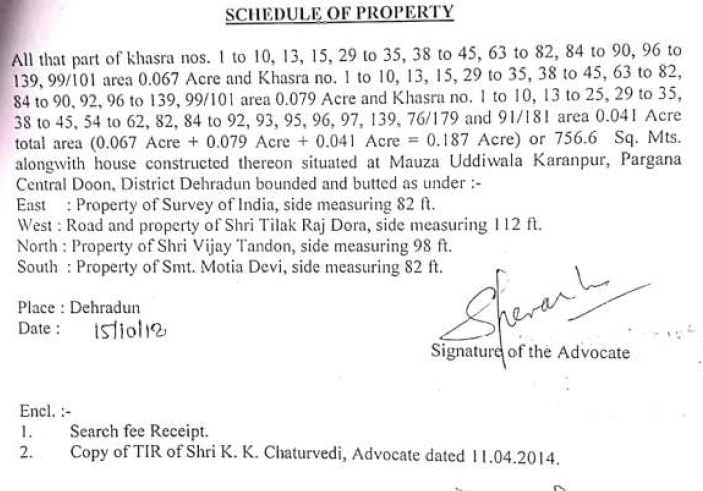 SCHEDULE OF PROPERTY
All that part of khasra nos. 1 to 10, 13, 15, 29 to 35, 38 to 45, 63 to 82, 84 to 90, 96 to
139, 99/101 area 0.067 Acre and Khasra no. 1 to 10, 13, 15, 29 to 35, 38 to 45, 63 to 82,
84 to 90, 92, 96 to 139, 99/101 area 0.079 Acre and Khasra no. 1 to 10, 13 to 25, 29 to 35,
38 to 45, 54 to 62, 82, 84 to 92, 93, 95, 96, 97, 139, 76/179 and 91/181 area 0.041 Acre
total area (0.067 Acre + 0.079 Acre + 0.041 Acre = 0.187 Acre) or 756.6 Sq. Mts.
alongwith house constructed thereon situated at Mauza Uddiwala Karanpur, Pargana
Central Doon, District Dehradun bounded and butted as under :-
East : Property of Survey of India, side measuring 82 ft.
West : Road and property of Shri Tilak Raj Dora, side measuring 112 ft.
North : Property of Shri Vijay Tandon, side measuring 98 ft.
South : Property of Smt. Motia Devi, side measuring 82 ft.
Place : Dehradun
Date : 15/10/12
Signature of the Advocate
Encl. :-
1. Search fee Receipt.
2. Copy of TIR of Shri K. K. Chaturvedi, Advocate dated 11.04.2014.